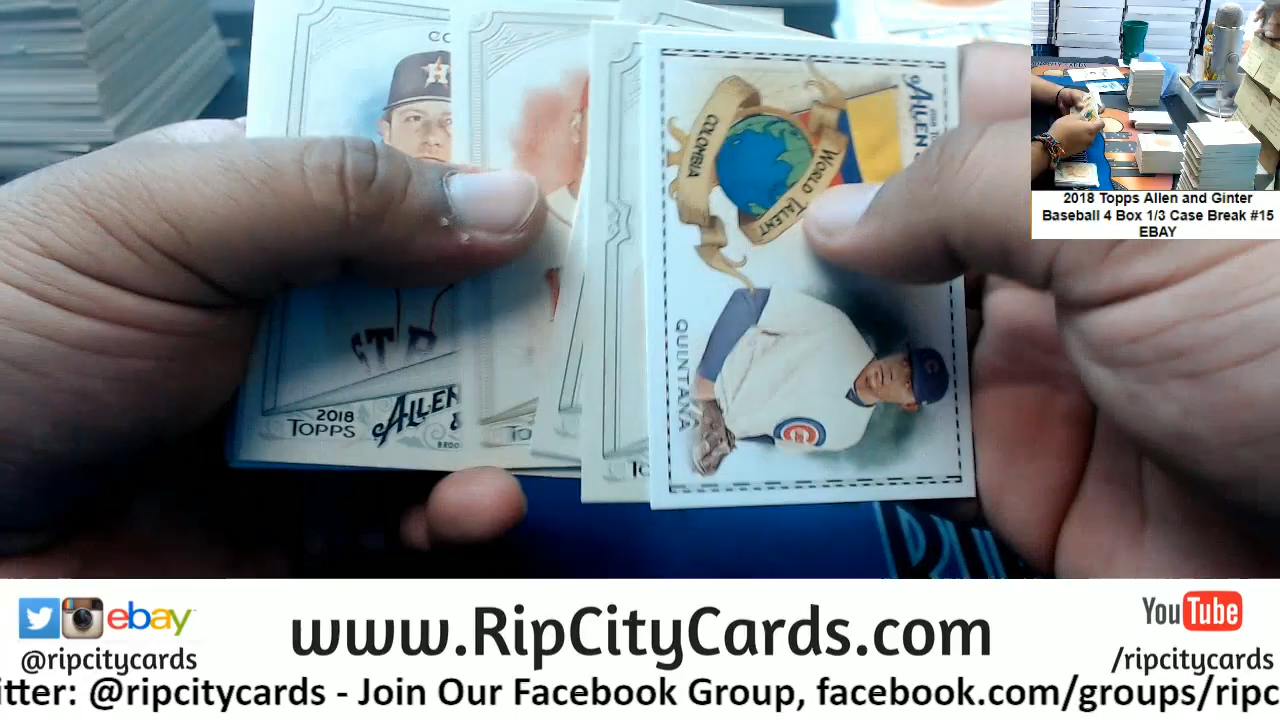 CO
H
COLOMBIA
WORLD TALENT
ALLEN
QUINTANA
C
2018
TOPPS
ALLEN
&
2018 Topps Allen and Ginter
Baseball 4 Box 1/3 Case Break #15
EBAY
ebay
@ripcitycards
www.RipCityCards.com
YouTube
/ripcitycards
itter: @ripcitycards - Join Our Facebook Group, facebook.com/groups/ripc